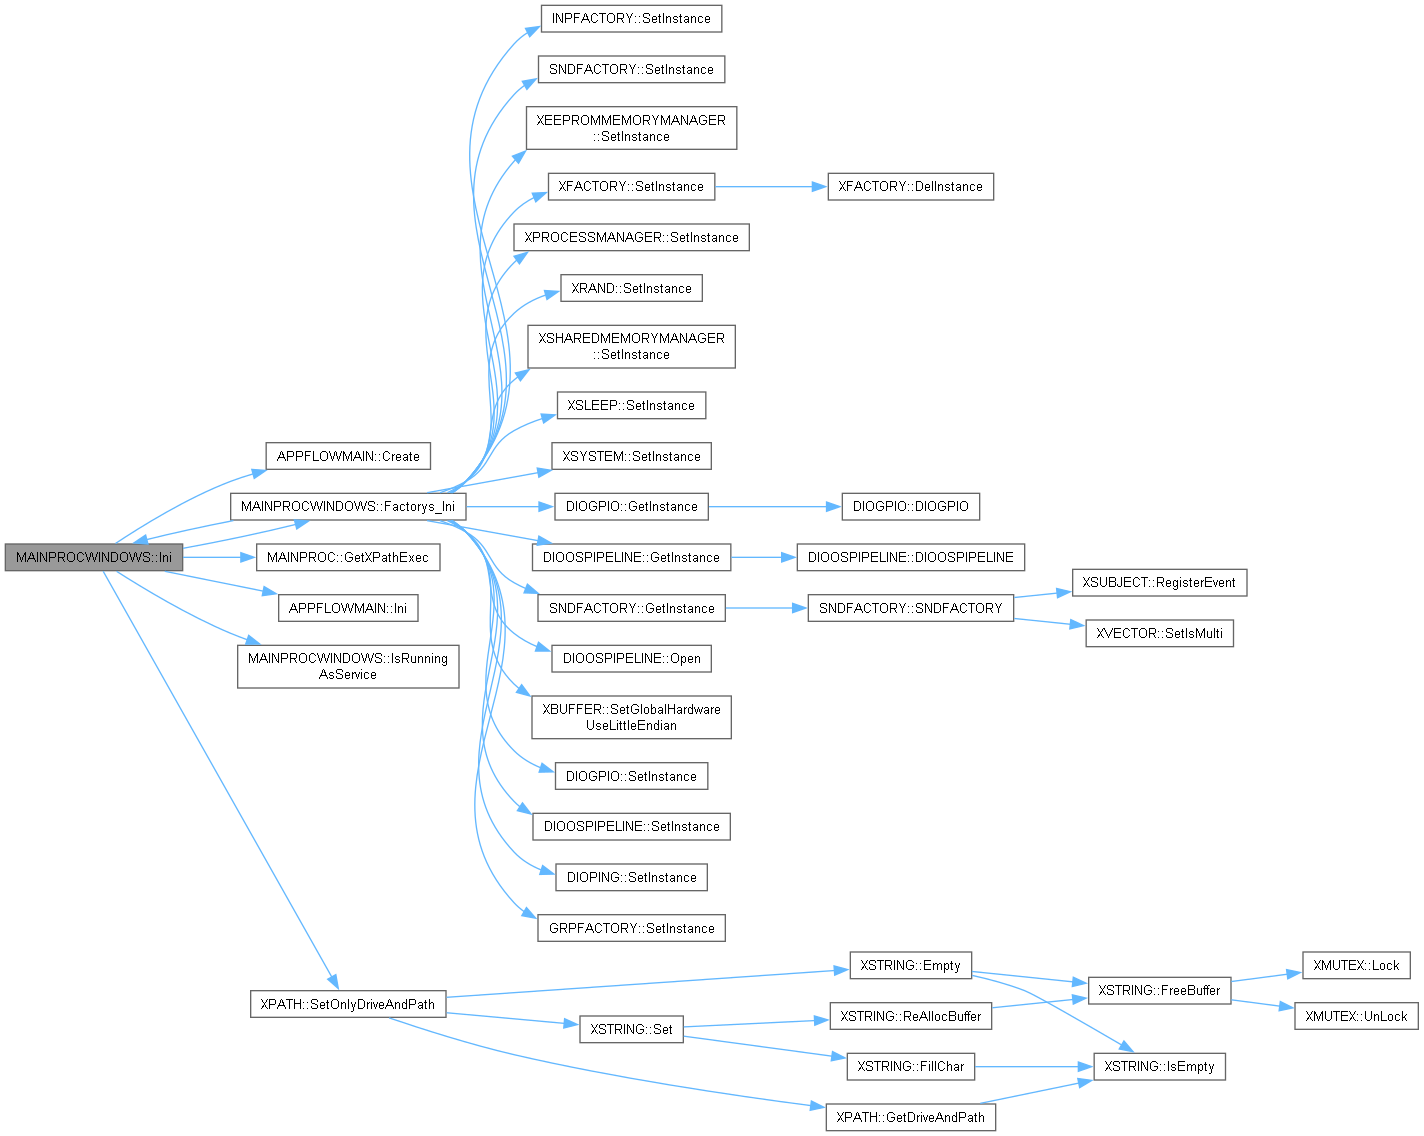 INPFACTORY::SetInstance
SNDFACTORY::SetInstance
XEEPROMMEMORYMANAGER
::SetInstance
XFACTORY::SetInstance
XFACTORY::DelInstance
XPROCESSMANAGER::SetInstance
XRAND::SetInstance
XSHAREDMEMORYMANAGER
::SetInstance
XSLEEP::SetInstance
APPFLOWMAIN::Create
XSYSTEM::SetInstance
MAINPROCWINDOWS::Factorys_Ini
DIOGPIO::GetInstance
DIOGPIO::DIOGPIO
MAINPROCWINDOWS::Ini
MAINPROC::GetXPathExec
DIOOSPIPELINE::GetInstance
DIOOSPIPELINE::DIOOSPIPELINE
APPFLOWMAIN::Ini
SNDFACTORY::GetInstance
SNDFACTORY::SNDFACTORY
XSUBJECT::RegisterEvent
XVECTOR::SetIsMulti
MAINPROCWINDOWS::IsRunning
AsService
DIOOSPIPELINE::Open
XBUFFER::SetGlobalHardware
UseLittleEndian
DIOGPIO::SetInstance
DIOOSPIPELINE::SetInstance
DIOPING::SetInstance
GRPFACTORY::SetInstance
XPATH::SetOnlyDriveAndPath
XSTRING::Empty
XSTRING::FreeBuffer
XMUTEX::Lock
XMUTEX::UnLock
XSTRING::Set
XSTRING::ReAllocBuffer
XSTRING::FillChar
XSTRING::IsEmpty
XPATH::GetDriveAndPath